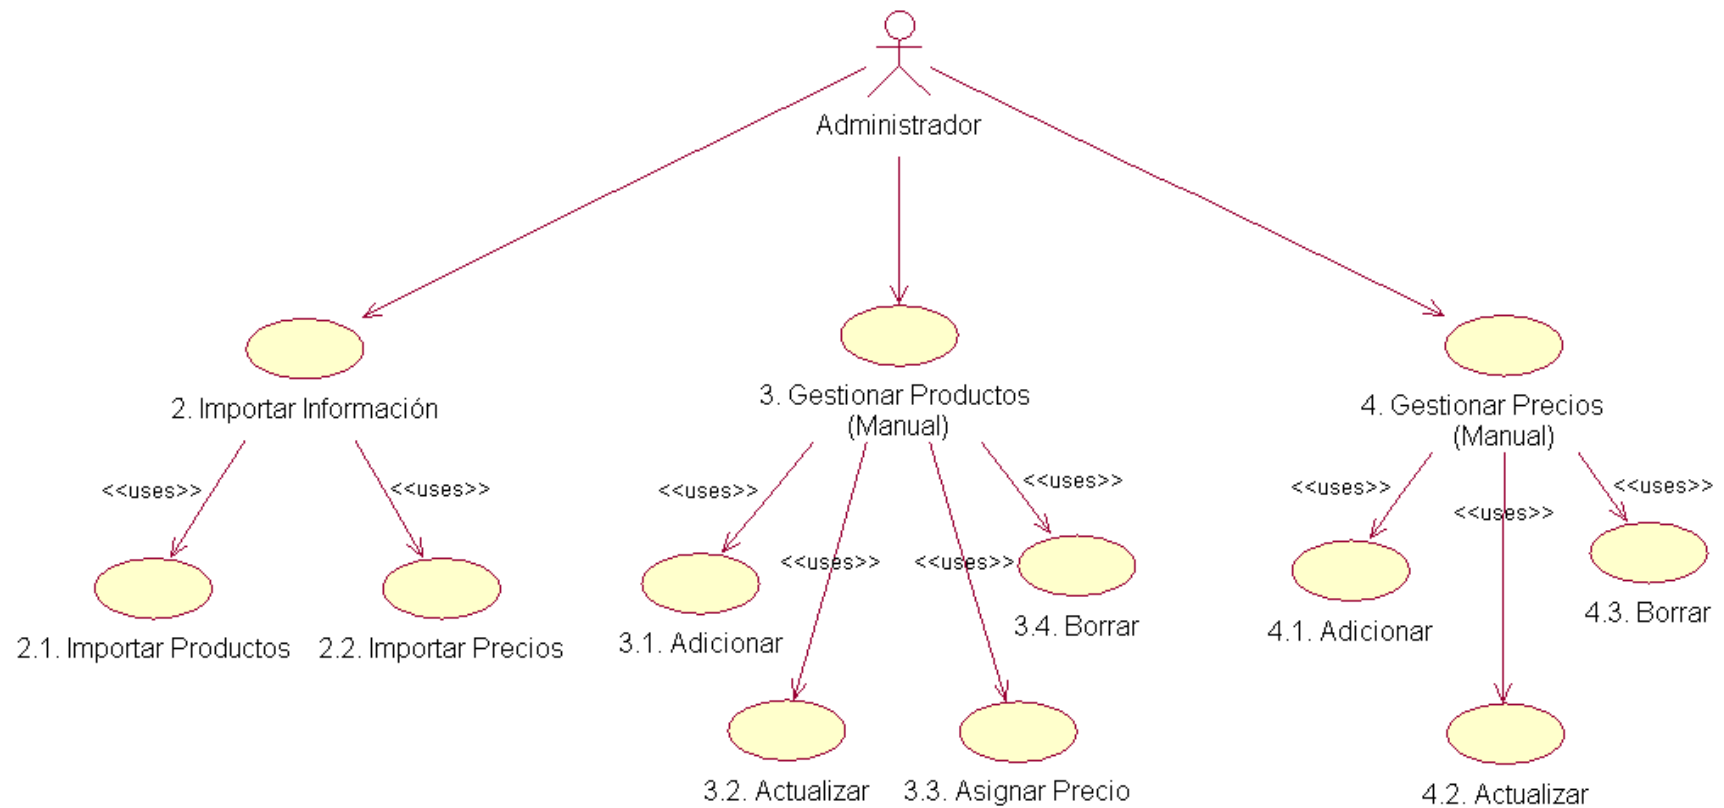 Administrador
2. Importar Información
3. Gestionar Productos
(Manual)
4. Gestionar Precios
(Manual)
<<uses>>
<<uses>>
<<uses>>
<<uses>>
<<uses>>
<<uses>>
<<uses>>
<<uses>>
<<uses>>
2.1. Importar Productos
2.2. Importar Precios
3.1. Adicionar
3.4. Borrar
4.1. Adicionar
4.3. Borrar
3.2. Actualizar
3.3. Asignar Precio
4.2. Actualizar